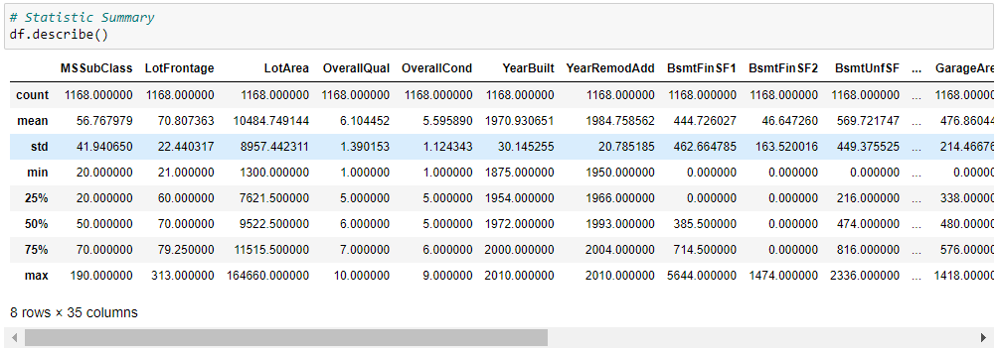 # Statistic Summary
df.describe()
MSSubClass LotFrontage LotArea OverallQual OverallCond YearBuilt YearRemodAdd BsmtFinSF1 BsmtFinSF2 BsmtUnfSF ... GarageAre
count 1168.000000 1168.000000 1168.000000 1168.000000 1168.000000 1168.000000 1168.000000 1168.000000 1168.000000 1168.000000 ... 1168.00000
mean 56.767979 70.807363 10484.749144 6.104452 5.595890 1970.930651 1984.758562 444.726027 46.647260 569.721747 ... 476.86044
std 41.940650 22.440317 8957.442311 1.390153 1.124343 30.145255 20.785185 462.664785 163.520016 449.375525 ... 214.46676
min 20.000000 21.000000 1300.000000 1.000000 1.000000 1875.000000 1950.000000 0.000000 0.000000 0.000000 ... 0.00000
25% 20.000000 60.000000 7621.500000 5.000000 5.000000 1954.000000 1966.000000 0.000000 0.000000 216.000000 ... 338.00000
50% 50.000000 70.000000 9522.500000 6.000000 5.000000 1972.000000 1993.000000 385.500000 0.000000 474.000000 ... 480.00000
75% 70.000000 79.250000 11515.500000 7.000000 6.000000 2000.000000 2004.000000 714.500000 0.000000 816.000000 ... 576.00000
max 190.000000 313.000000 164660.000000 10.000000 9.000000 2010.000000 2010.000000 5644.000000 1474.000000 2336.000000 ... 1418.00000
8 rows × 35 columns